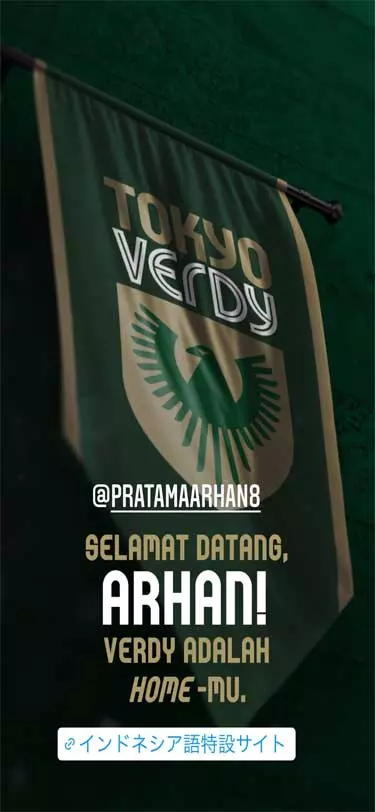 TOKYO
VERDY
@PRATAMAARHAN8
SELAMAT DATANG,
ARHAN!
VERDY ADALAH
HOME-MU.
インドネシア語特設サイト